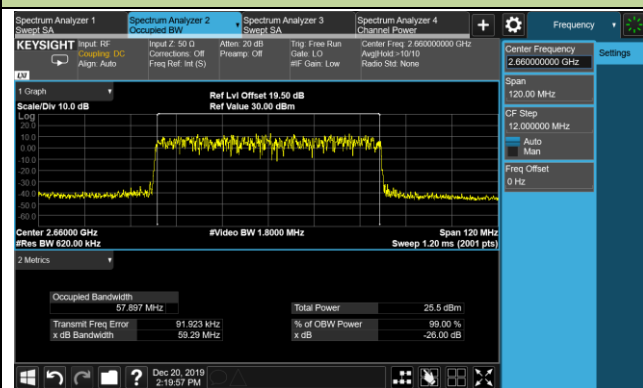 Spectrum Analyzer 1
Swept SA
Spectrum Analyzer 2
Occupied BW
Spectrum Analyzer 3
Swept SA
Spectrum Analyzer 4
Channel Power
+
Frequency
KEYSIGHT
Input: RF
Coupling: DC
Align: Auto
Input Z: 50 Ω
Corrections: Off
Freq Ref: Int (S)
Atten: 20 dB
Preamp: Off
Trig: Free Run
Gate: LO
#IF Gain: Low
Center Freq: 2.660000000 GHz
Avg|Hold:>10/10
Radio Std: None
LXI
Center Frequency
2.660000000 GHz
Settings
Span
120.00 MHz
CF Step
12.000000 MHz
Auto
Man
Freq Offset
0 Hz
1 Graph
Scale/Div 10.0 dB
Ref Lvl Offset 19.50 dB
Ref Value 30.00 dBm
Log
20.0
10.0
0.00
-10.0
-20.0
-30.0
-40.0
-50.0
-60.0
Center 2.66000 GHz
#Video BW 1.8000 MHz
Span 120 MHz
#Res BW 620.00 kHz
Sweep 1.20 ms (2001 pts)
2 Metrics
Occupied Bandwidth
57.897 MHz
Total Power 25.5 dBm
Transmit Freq Error 91.923 kHz
% of OBW Power 99.00 %
x dB Bandwidth 59.29 MHz
x dB -26.00 dB
?
Dec 20, 2019
2:19:57 PM